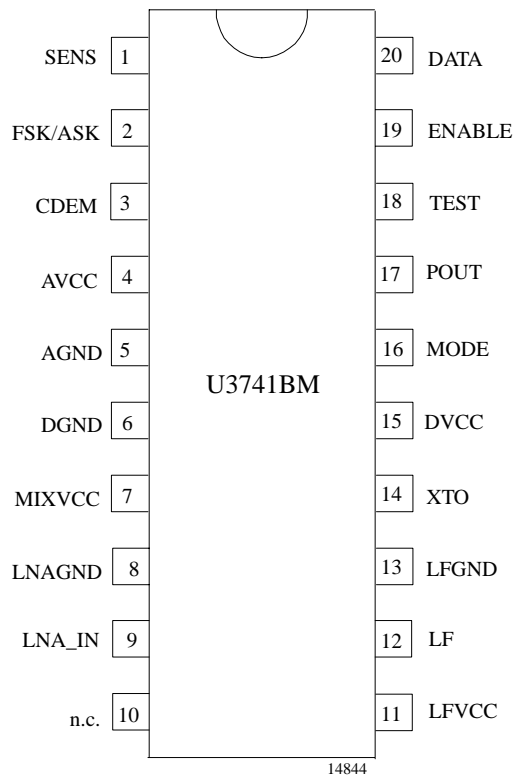 SENS 1 20 DATA
FSK/ASK 2 19 ENABLE
CDEM 3 18 TEST
AVCC 4 17 POUT
AGND 5 16 MODE
U3741BM
DGND 6 15 DVCC
MIXVCC 7 14 XTO
LNAGND 8 13 LFGND
LNA_IN 9 12 LF
n.c. 10 11 LFVCC
14844